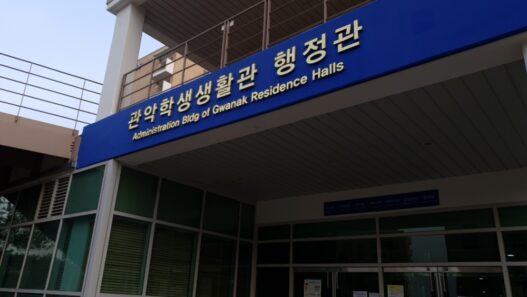 관악학생생활관 행정관
Administration Bldg of Gwanak Residence Halls